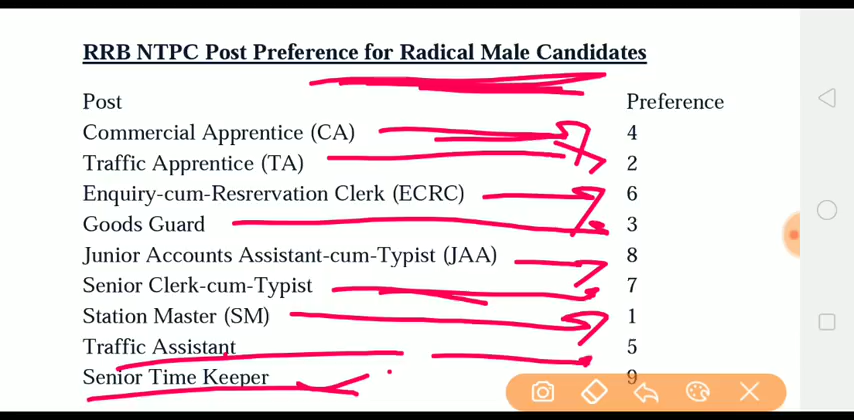 RRB NTPC Post Preference for Radical Male Candidates
Post Preference
Commercial Apprentice (CA) 4
Traffic Apprentice (TA) 2
Enquiry-cum-Resrervation Clerk (ECRC) 6
Goods Guard 3
Junior Accounts Assistant-cum-Typist (JAA) 8
Senior Clerk-cum-Typist 7
Station Master (SM) 1
Traffic Assistant 5
Senior Time Keeper 9